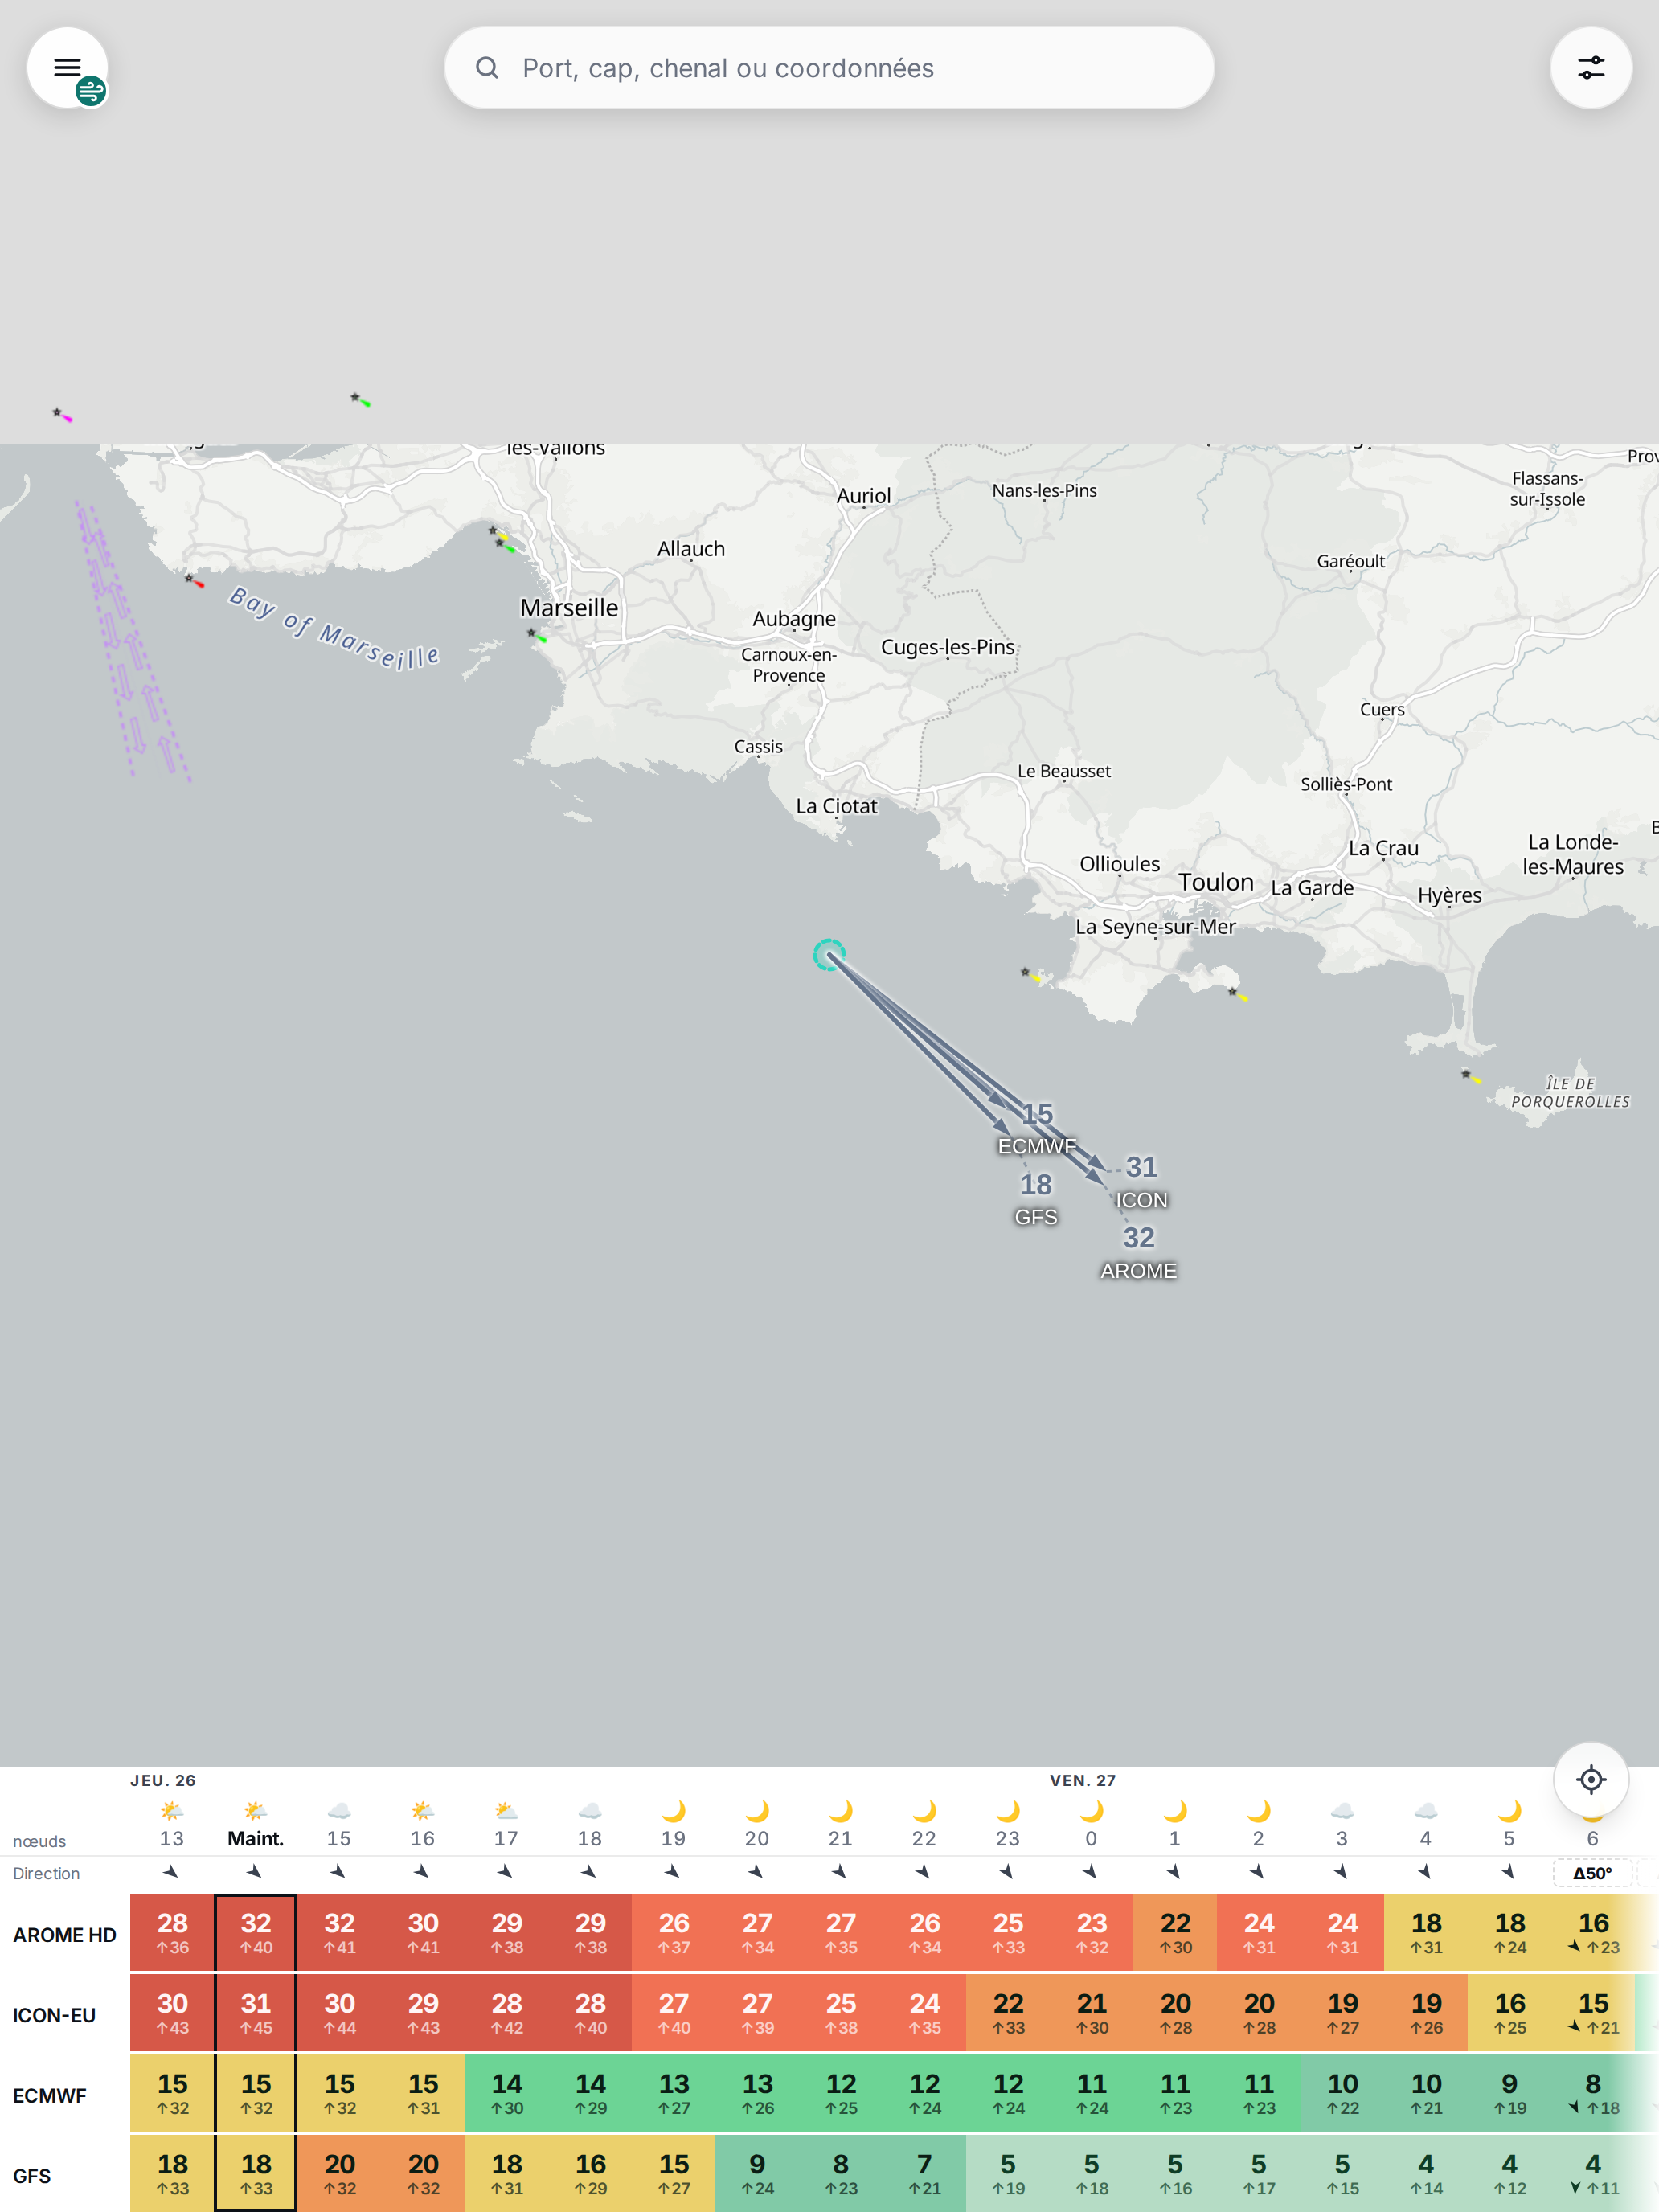 Port, cap, chenal ou coordonnées
les-Vallons
Auriol
Nans-les-Pins
Flassans-
sur-Issole
Allauch
Garéoult
Bay of Marseille
Marseille
Aubagne
Carnoux-en-
Provence
Cuges-les-Pins
Cuers
Cassis
Le Beausset
Solliès-Pont
La Ciotat
La Crau
La Londe-
les-Maures
Ollioules
Toulon
La Garde
Hyères
La Seyne-sur-Mer
ÎLE DE
PORQUEROLLES
15
ECMWF
31
ICON
18
GFS
32
AROME
JEU. 26 VEN. 27
nœuds 13 Maint. 15 16 17 18 19 20 21 22 23 0 1 2 3 4 5 6
Direction Δ50°
AROME HD 28 32 32 30 29 29 26 27 27 26 25 23 22 24 24 18 18 16
↑36 ↑40 ↑41 ↑41 ↑38 ↑38 ↑37 ↑34 ↑35 ↑34 ↑33 ↑32 ↑30 ↑31 ↑31 ↑31 ↑24 ↑23
ICON-EU 30 31 30 29 28 28 27 27 25 24 22 21 20 20 19 19 16 15
↑43 ↑45 ↑44 ↑43 ↑42 ↑40 ↑40 ↑39 ↑38 ↑35 ↑33 ↑30 ↑28 ↑28 ↑27 ↑26 ↑25 ↑21
ECMWF 15 15 15 15 14 14 13 13 12 12 12 11 11 11 10 10 9 8
↑32 ↑32 ↑32 ↑31 ↑30 ↑29 ↑27 ↑26 ↑25 ↑24 ↑24 ↑24 ↑23 ↑23 ↑22 ↑21 ↑19 ↑18
GFS 18 18 20 20 18 16 15 9 8 7 5 5 5 5 5 4 4 4
↑33 ↑33 ↑32 ↑32 ↑31 ↑29 ↑27 ↑24 ↑23 ↑21 ↑19 ↑18 ↑16 ↑17 ↑15 ↑14 ↑12 ↑11